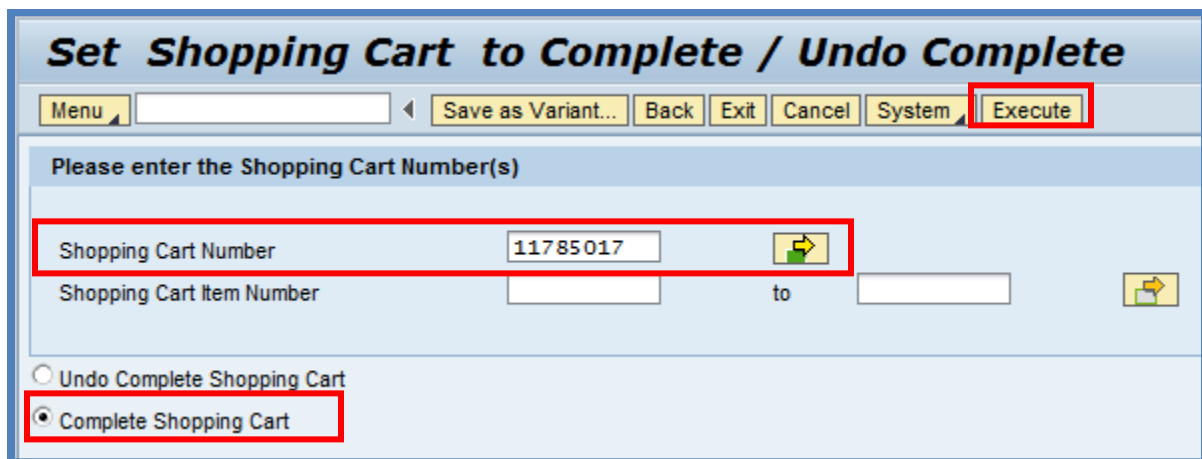 Set Shopping Cart to Complete / Undo Complete
Menu Save as Variant... Back Exit Cancel System Execute
Please enter the Shopping Cart Number(s)
Shopping Cart Number 11785017
Shopping Cart Item Number to
Undo Complete Shopping Cart
Complete Shopping Cart